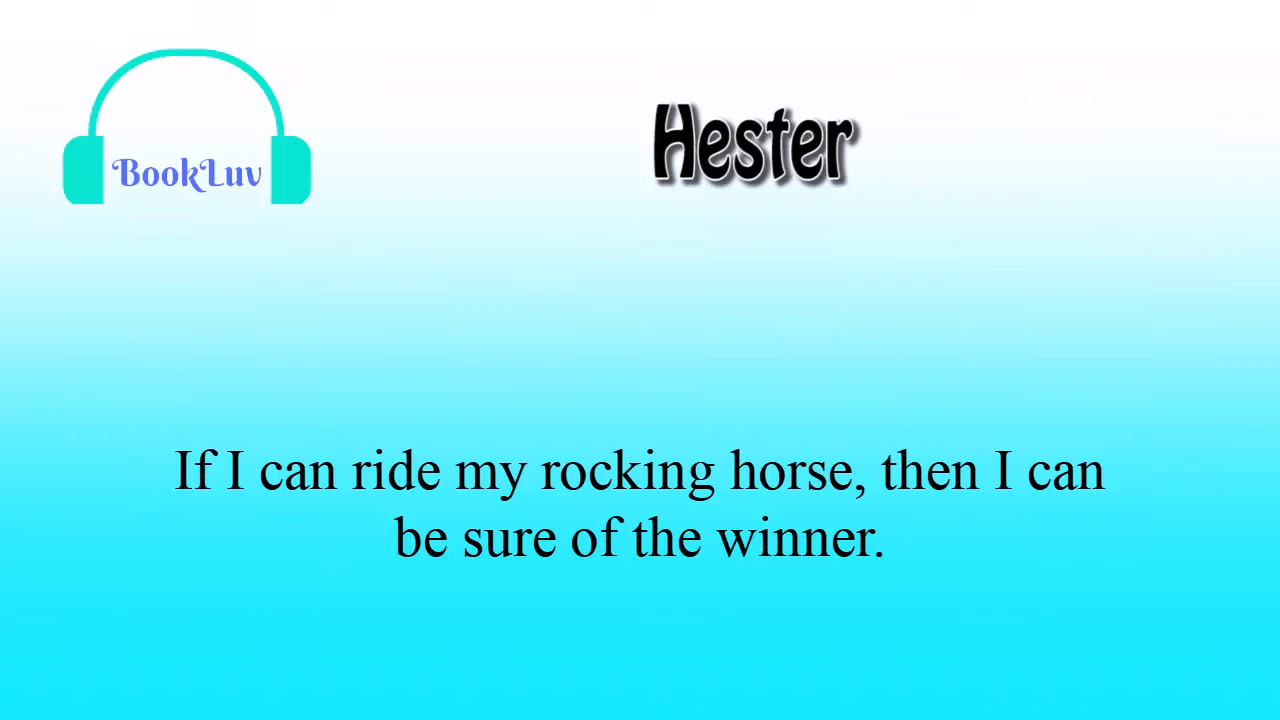 BookLuv
Hester
If I can ride my rocking horse, then I can
be sure of the winner.